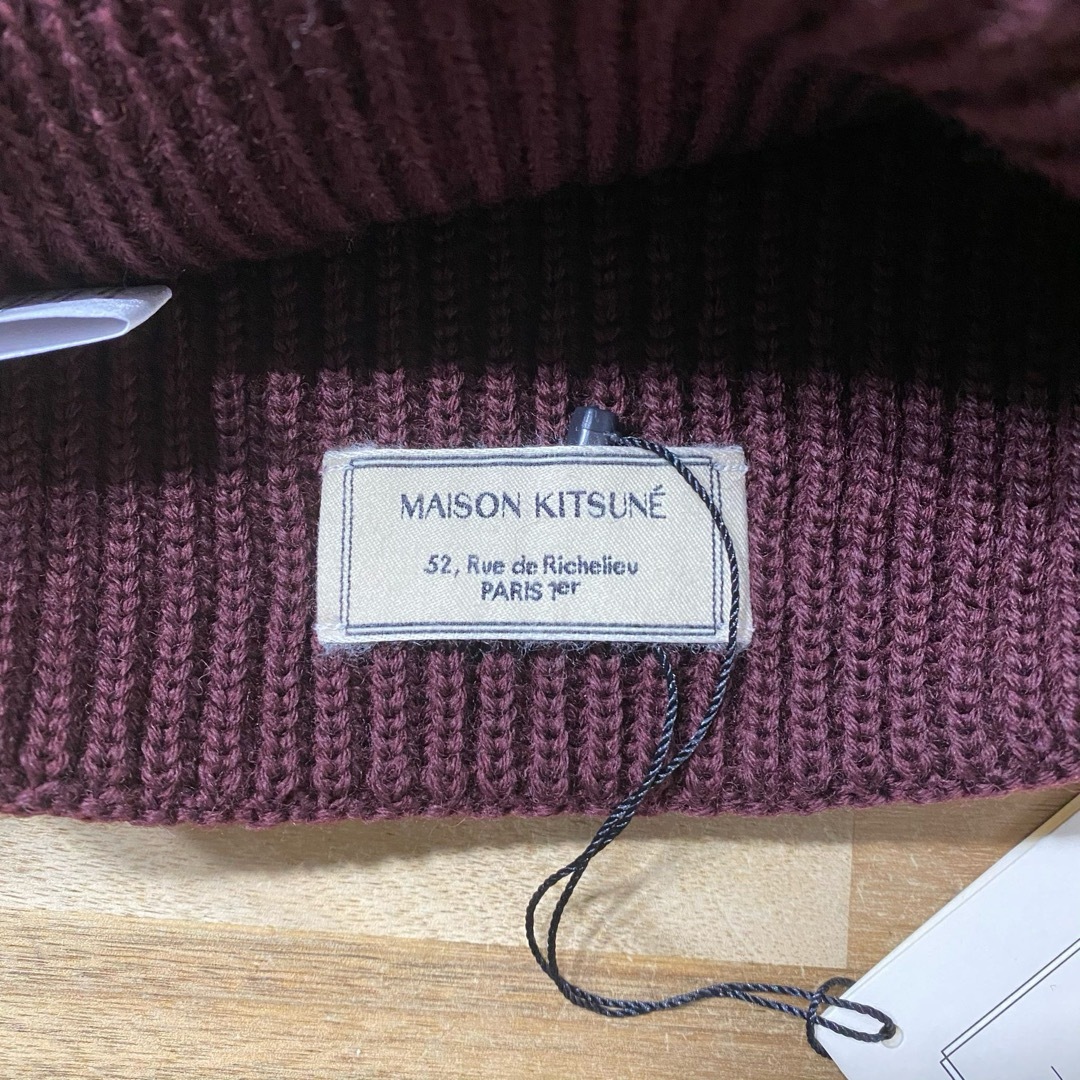 MAISON KITSUNÉ
52, Rue de Richelieu
PARIS 1er